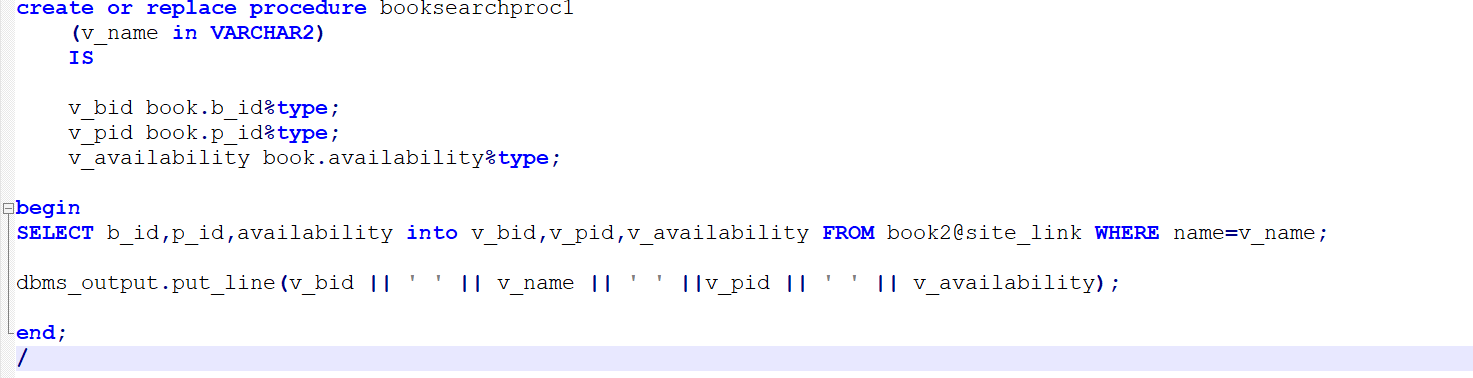 create or replace procedure booksearchproc1
(v_name in VARCHAR2)
IS
v_bid book.b_id%type;
v_pid book.p_id%type;
v_availability book.availability%type;
begin
SELECT b_id,p_id,availability into v_bid,v_pid,v_availability FROM book2@site_link WHERE name=v_name;
dbms_output.put_line(v_bid || ' ' || v_name || ' ' ||v_pid || ' ' || v_availability);
end;
/